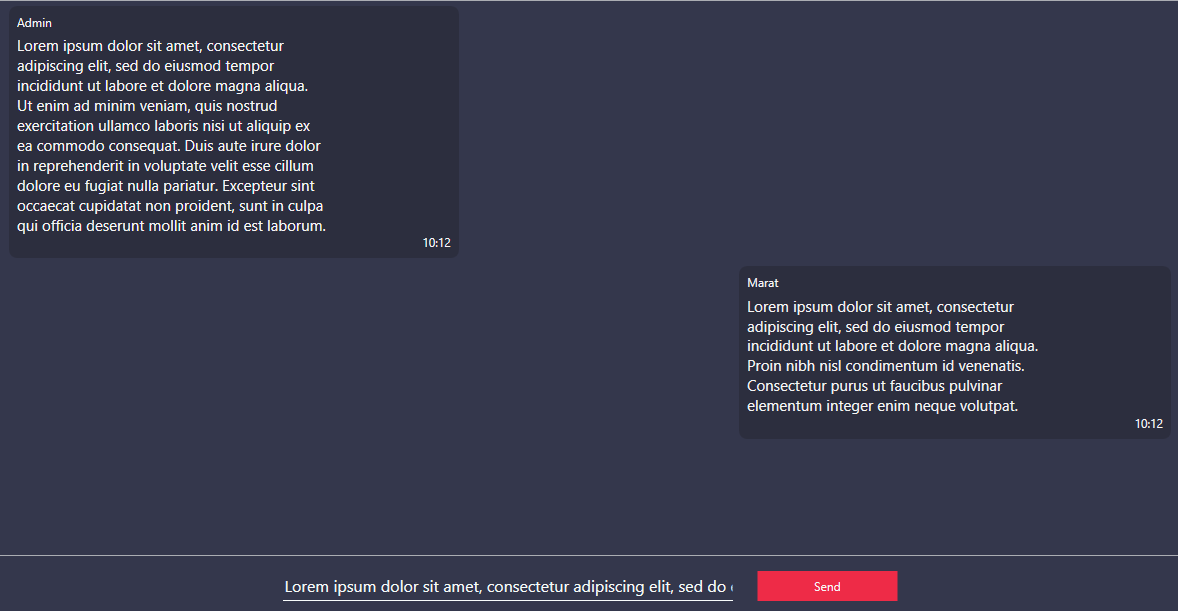 Admin
Lorem ipsum dolor sit amet, consectetur
adipiscing elit, sed do eiusmod tempor
incididunt ut labore et dolore magna aliqua.
Ut enim ad minim veniam, quis nostrud
exercitation ullamco laboris nisi ut aliquip ex
ea commodo consequat. Duis aute irure dolor
in reprehenderit in voluptate velit esse cillum
dolore eu fugiat nulla pariatur. Excepteur sint
occaecat cupidatat non proident, sunt in culpa
qui officia deserunt mollit anim id est laborum.
10:12
Marat
Lorem ipsum dolor sit amet, consectetur
adipiscing elit, sed do eiusmod tempor
incididunt ut labore et dolore magna aliqua.
Proin nibh nisl condimentum id venenatis.
Consectetur purus ut faucibus pulvinar
elementum integer enim neque volutpat.
10:12
Lorem ipsum dolor sit amet, consectetur adipiscing elit, sed do
Send